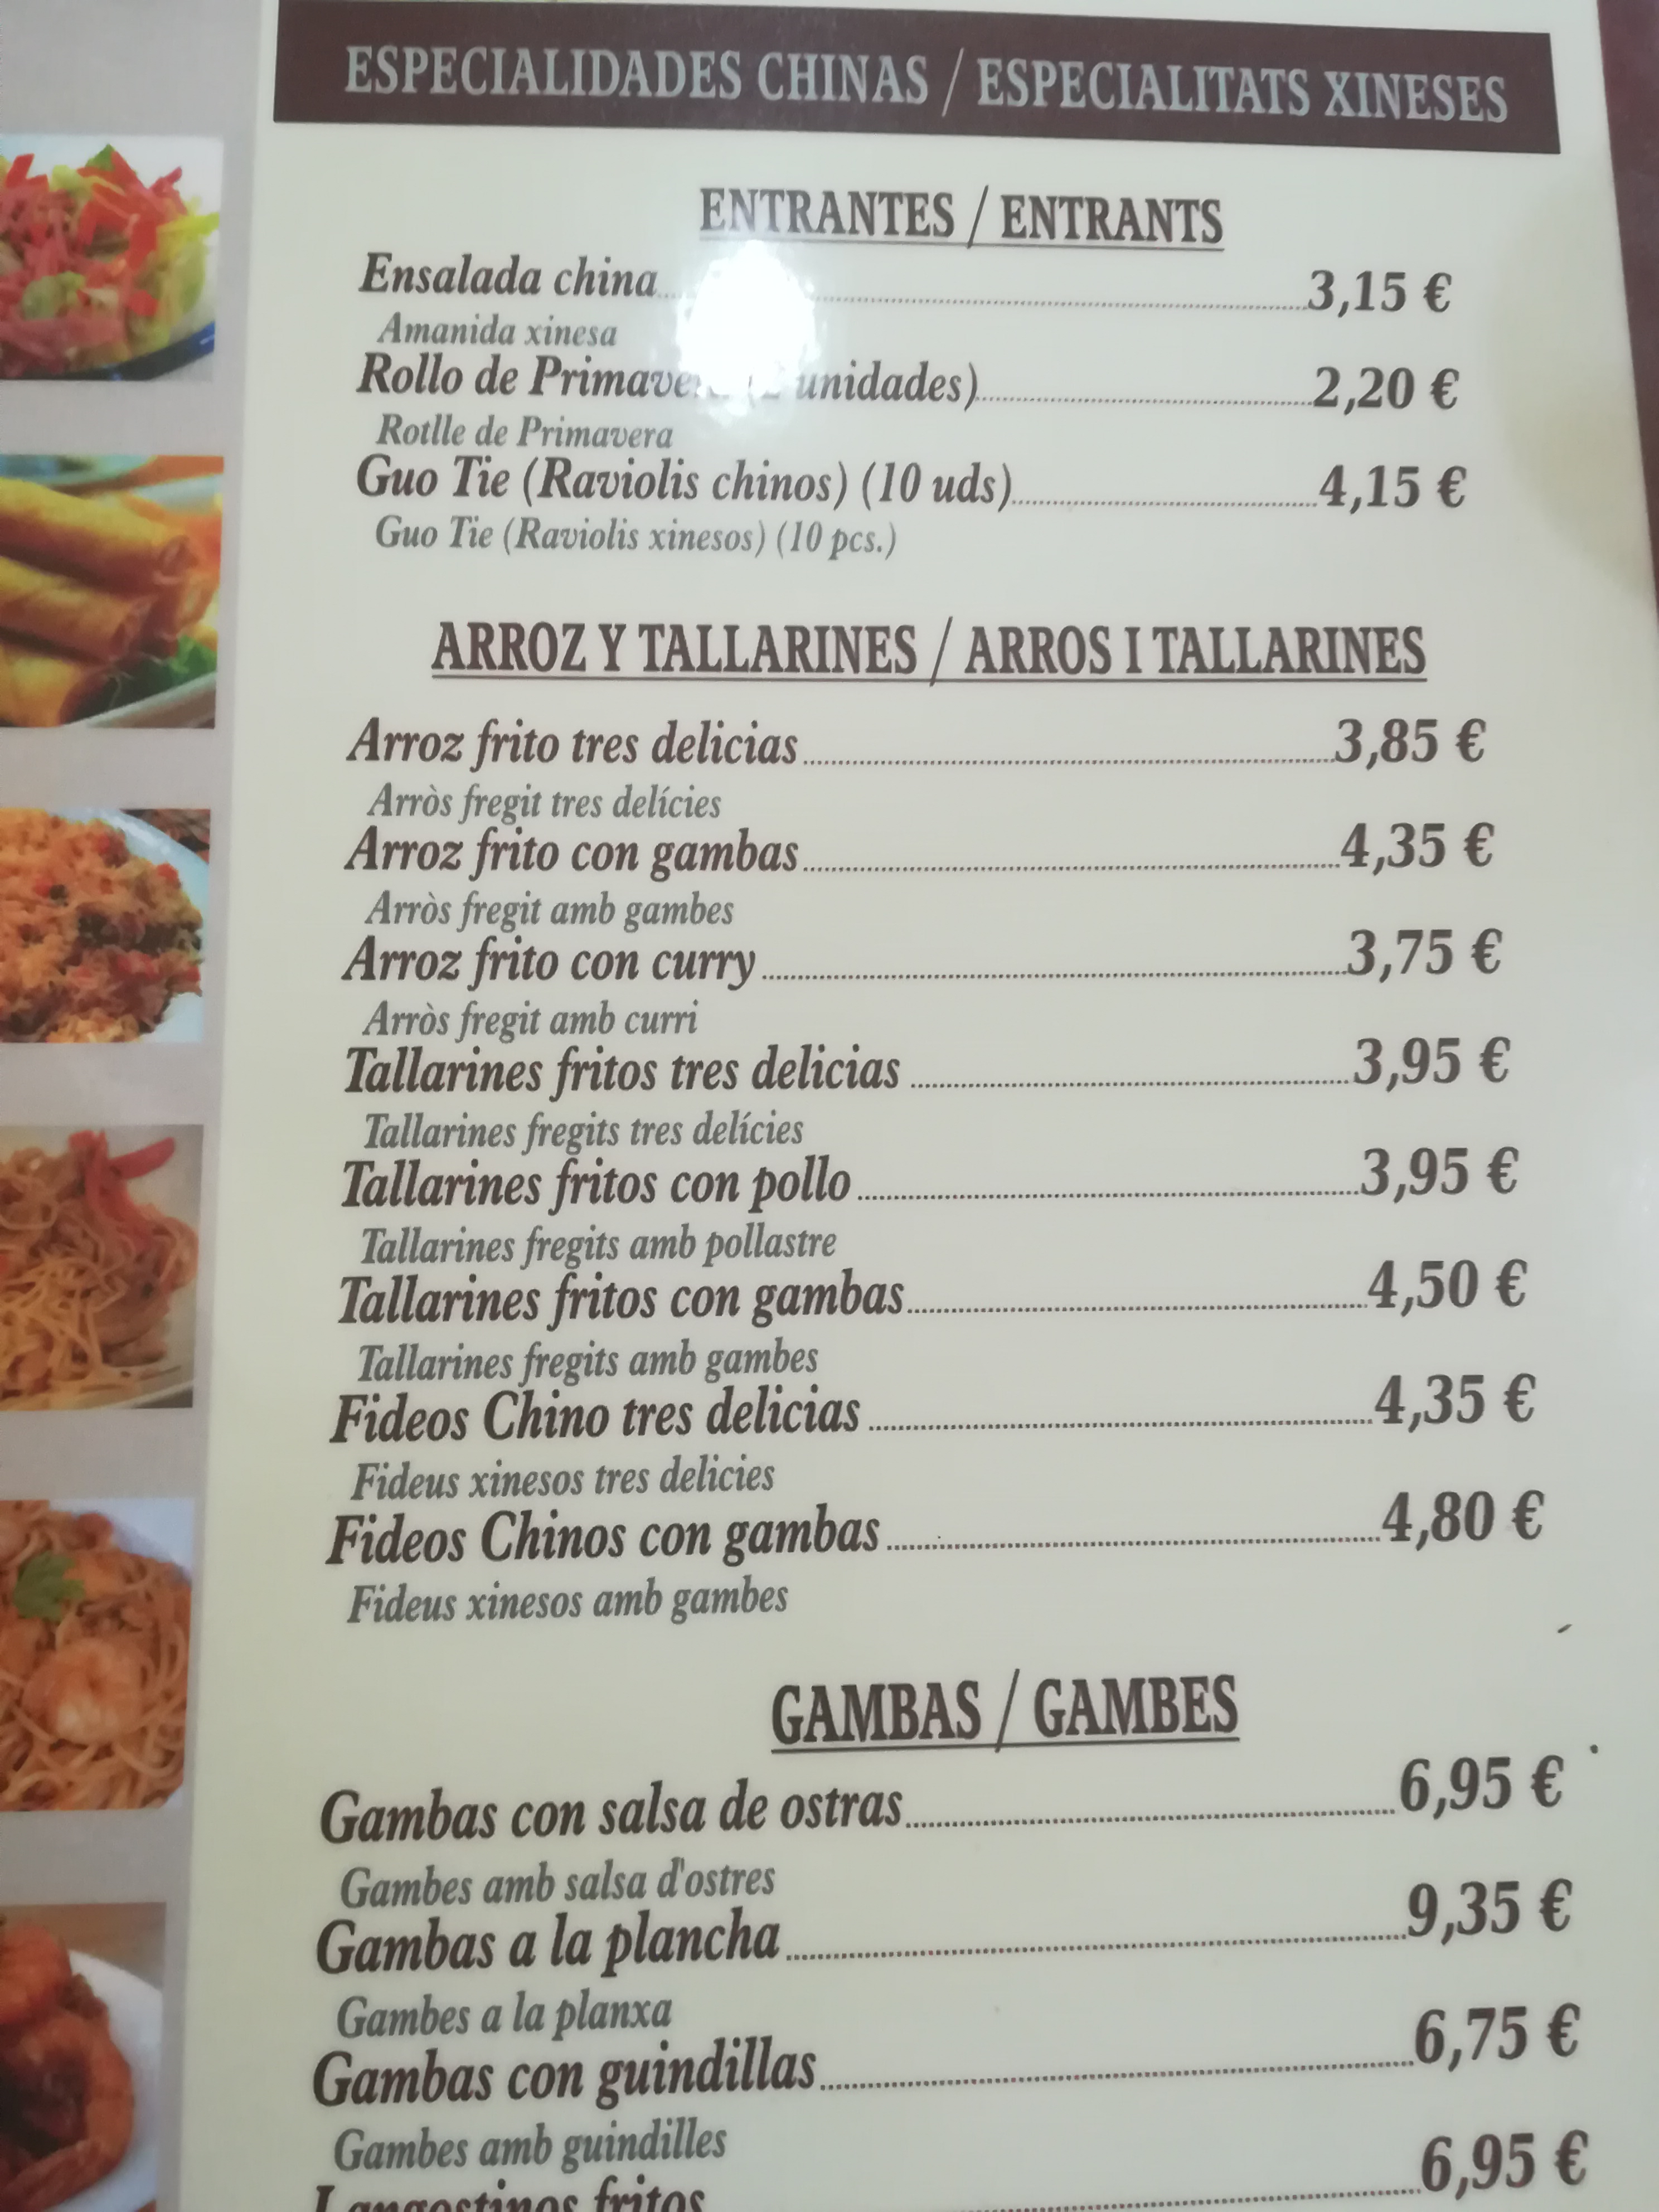 ESPECIALIDADES CHINAS / ESPECIALITATS XINESES
ENTRANTES / ENTRANTS
Ensalada china 3,15 €
Amanida xinesa
Rollo de unidades) 2,20 €
Rotlle de Primavera
Guo Tie (Raviolis chinos) (10 uds) 4,15 €
Guo Tie (Raviolis xinesos) (10 pcs.)
ARROZ Y TALLARINES / ARROS I TALLARINES
Arroz frito tres delicias 3,85 €
Arròs fregit tres delícies
Arroz frito con gambas 4,35 €
Arròs fregit amb gambes
Arroz frito con curry 3,75 €
Arròs fregit amb curri
Tallarines fritos tres delicias 3,95 €
Tallarines fregits tres delícies
Tallarines fritos con pollo 3,95 €
Tallarines fregits amb pollastre
Tallarines fritos con gambas 4,50 €
Tallarines fregits amb gambes
Fideos Chino tres delicias 4,35 €
Fideus xinesos tres delicies
Fideos Chinos con gambas 4,80 €
Fideus xinesos amb gambes
GAMBAS / GAMBES
Gambas con salsa de ostras 6,95 €
Gambes amb salsa d'ostres
Gambas a la plancha 9,35 €
Gambes a la planxa
Gambas con guindillas 6,75 €
Gambes amb guindilles
Langostinos fritos 6,95 €